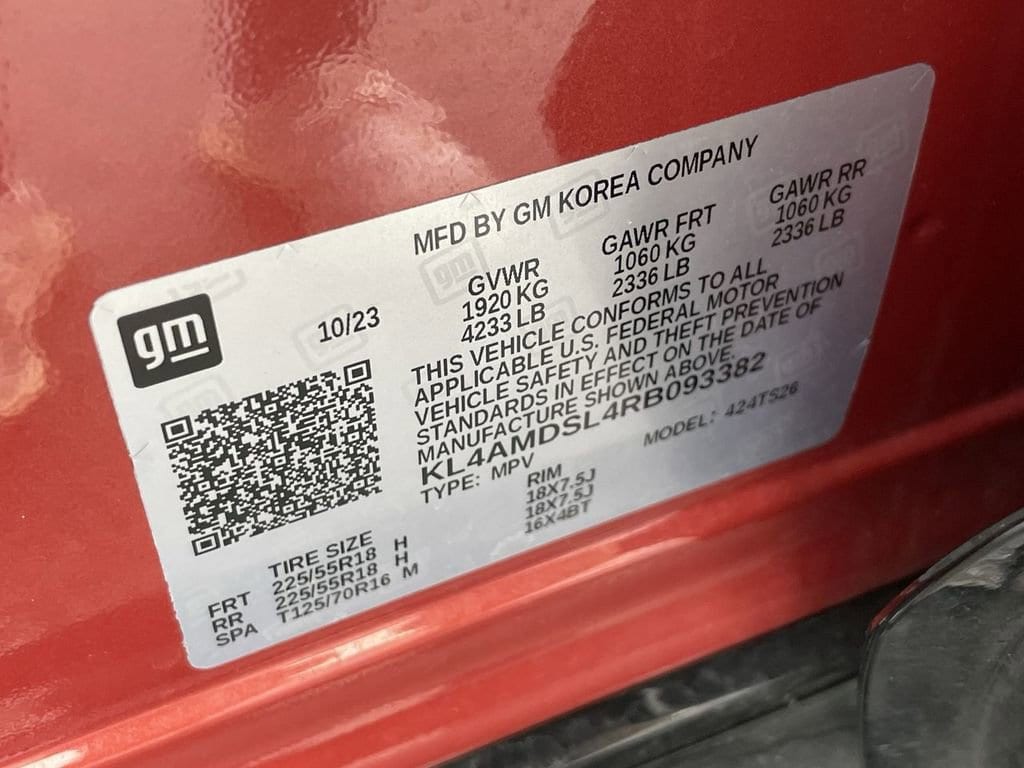 MFD BY GM KOREA COMPANY
gm
10/23
GVWR
1920 KG
4233 LB
GAWR FRT
1060 KG
2336 LB
GAWR RR
1060 KG
2336 LB
THIS VEHICLE CONFORMS TO ALL
APPLICABLE U.S. FEDERAL MOTOR
VEHICLE SAFETY AND THEFT PREVENTION
STANDARDS IN EFFECT ON THE DATE OF
MANUFACTURE SHOWN ABOVE.
KL4AMDSL4RB093382
TYPE: MPV
MODEL: 424TS26
TIRE SIZE
RIM
FRT 225/55R18 H 18X7.5J
RR 225/55R18 H 18X7.5J
SPA T125/70R16 M 16X4BT